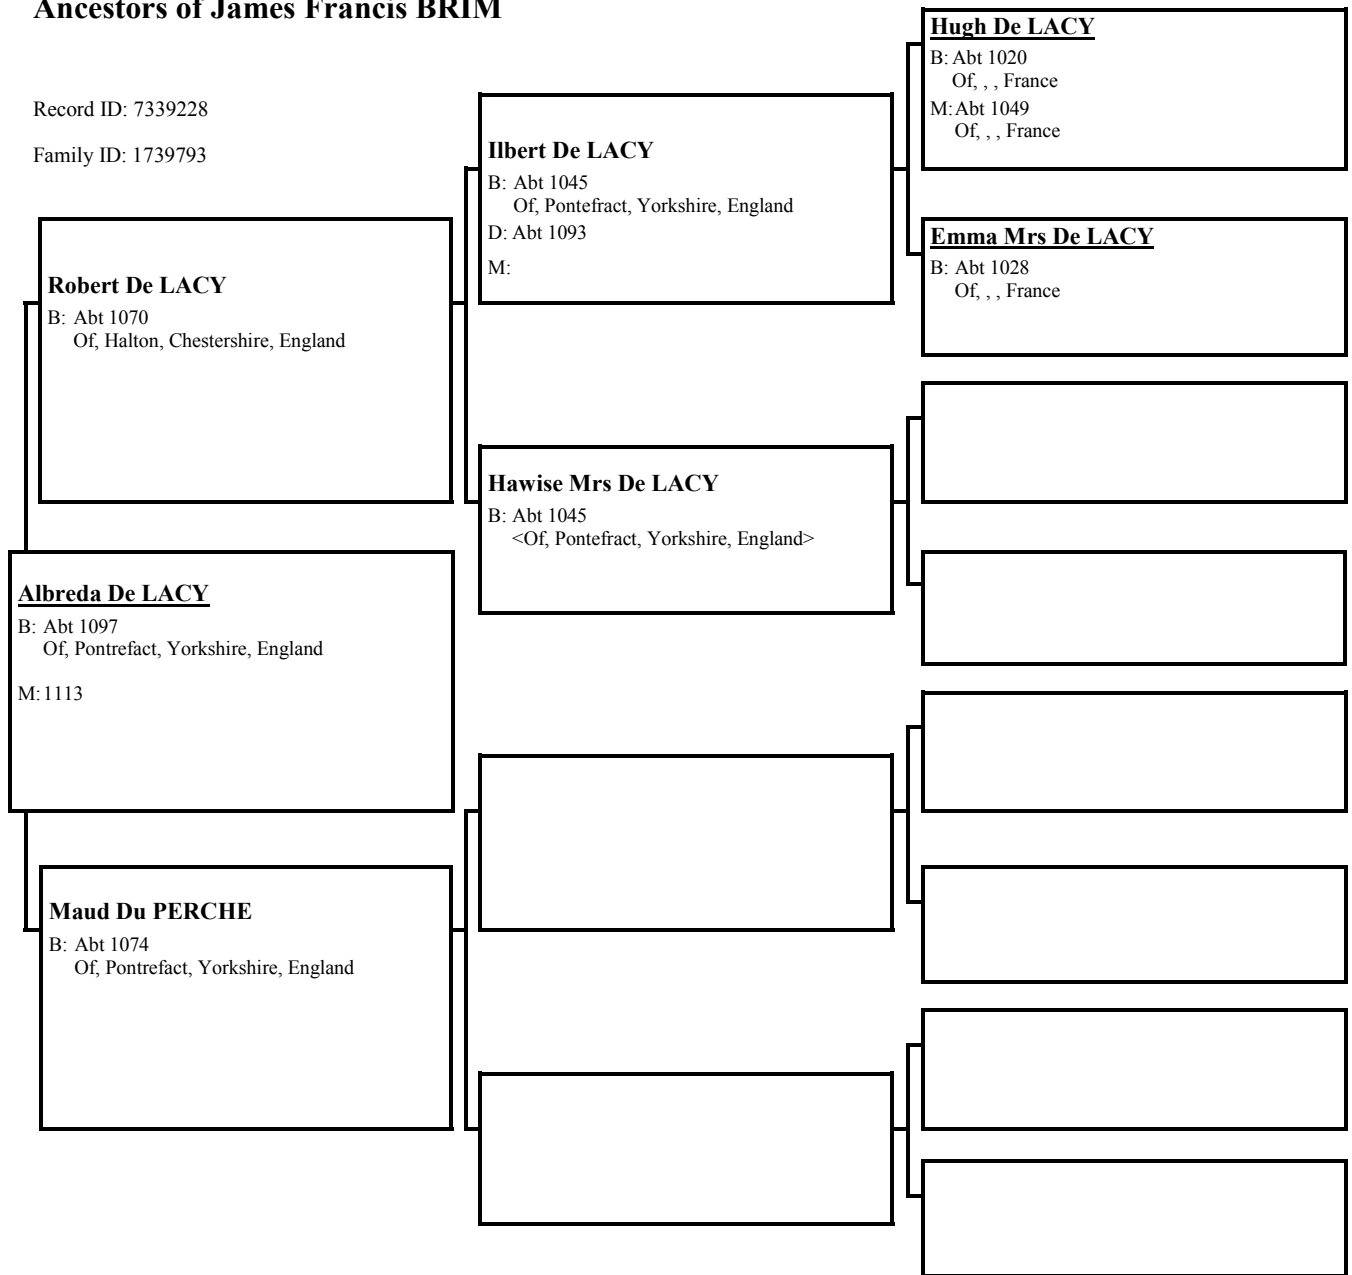 Ancestors of James Francis BRIM
Record ID: 7339228
Family ID: 1739793
Albreda De LACY
B: Abt 1097
Of, Pontrefact, Yorkshire, England
M: 1113
Robert De LACY
B: Abt 1070
Of, Halton, Chestershire, England
Maud Du PERCHE
B: Abt 1074
Of, Pontrefact, Yorkshire, England
Ilbert De LACY
B: Abt 1045
Of, Pontefract, Yorkshire, England
D: Abt 1093
M:
Hawise Mrs De LACY
B: Abt 1045
<Of, Pontefract, Yorkshire, England>
Hugh De LACY
B: Abt 1020
Of, , , France
M: Abt 1049
Of, , , France
Emma Mrs De LACY
B: Abt 1028
Of, , , France